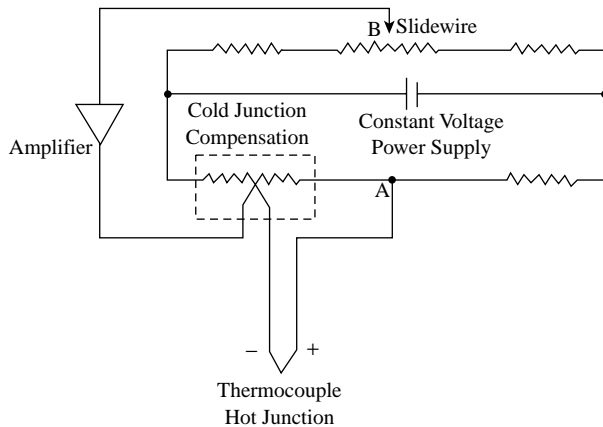 B Slidewire
Cold Junction
Compensation
Constant Voltage
Power Supply
Amplifier
A
− +
Thermocouple
Hot Junction